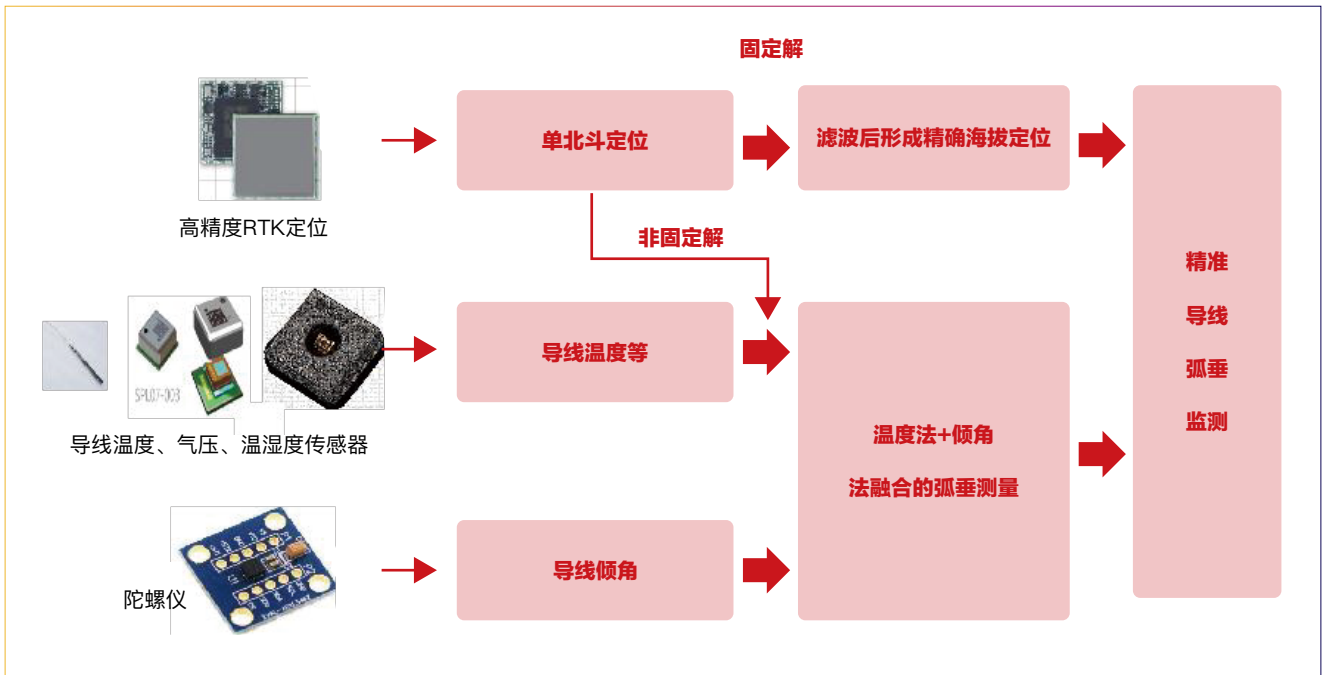 固定解
单北斗定位
滤波后形成精确海拔定位
高精度RTK定位
非固定解
精准
导线
弧垂
监测
导线温度等
SPL07-003
导线温度、气压、温湿度传感器
温度法+倾角
法融合的弧垂测量
陀螺仪
导线倾角